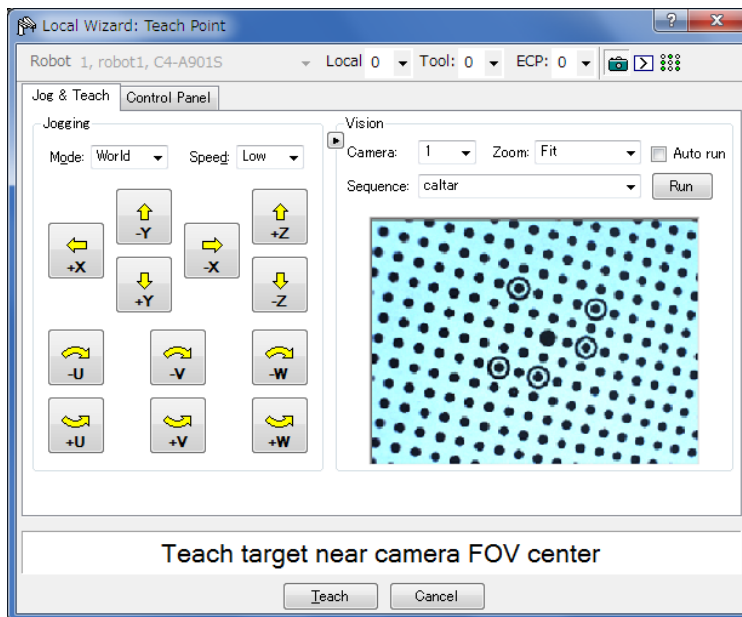 Local Wizard: Teach Point
Robot 1, robot1, C4-A901S Local 0 Tool: 0 ECP: 0
Jog & Teach Control Panel
Jogging
Mode: World Speed: Low
-Y
+Z
+X
-X
+Y
-Z
-U -V -W
+U +V +W
Vision
Camera: 1 Zoom: Fit Auto run
Sequence: caltar Run
Teach target near camera FOV center
Teach Cancel